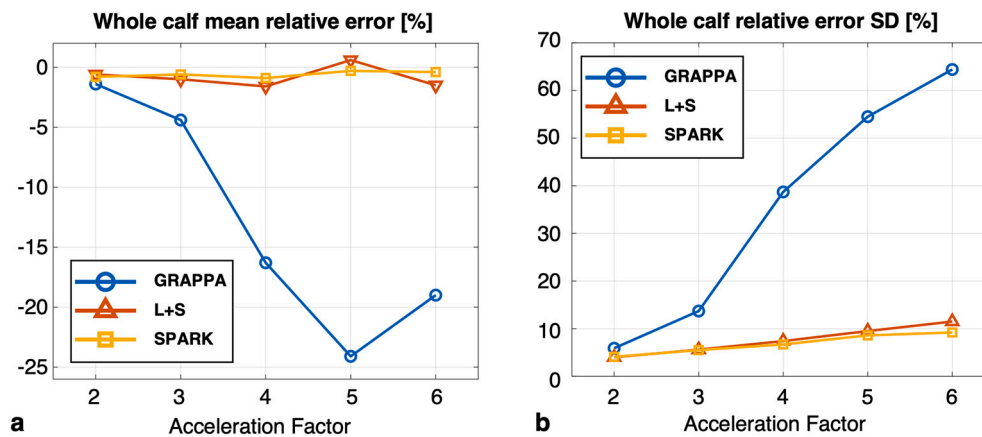 Whole calf mean relative error [%]
0
-5
-10
-15
-20
-25
GRAPPA
L+S
SPARK
2 3 4 5 6
a
Acceleration Factor
Whole calf relative error SD [%]
70
60
50
40
30
20
10
0
GRAPPA
L+S
SPARK
2 3 4 5 6
b
Acceleration Factor